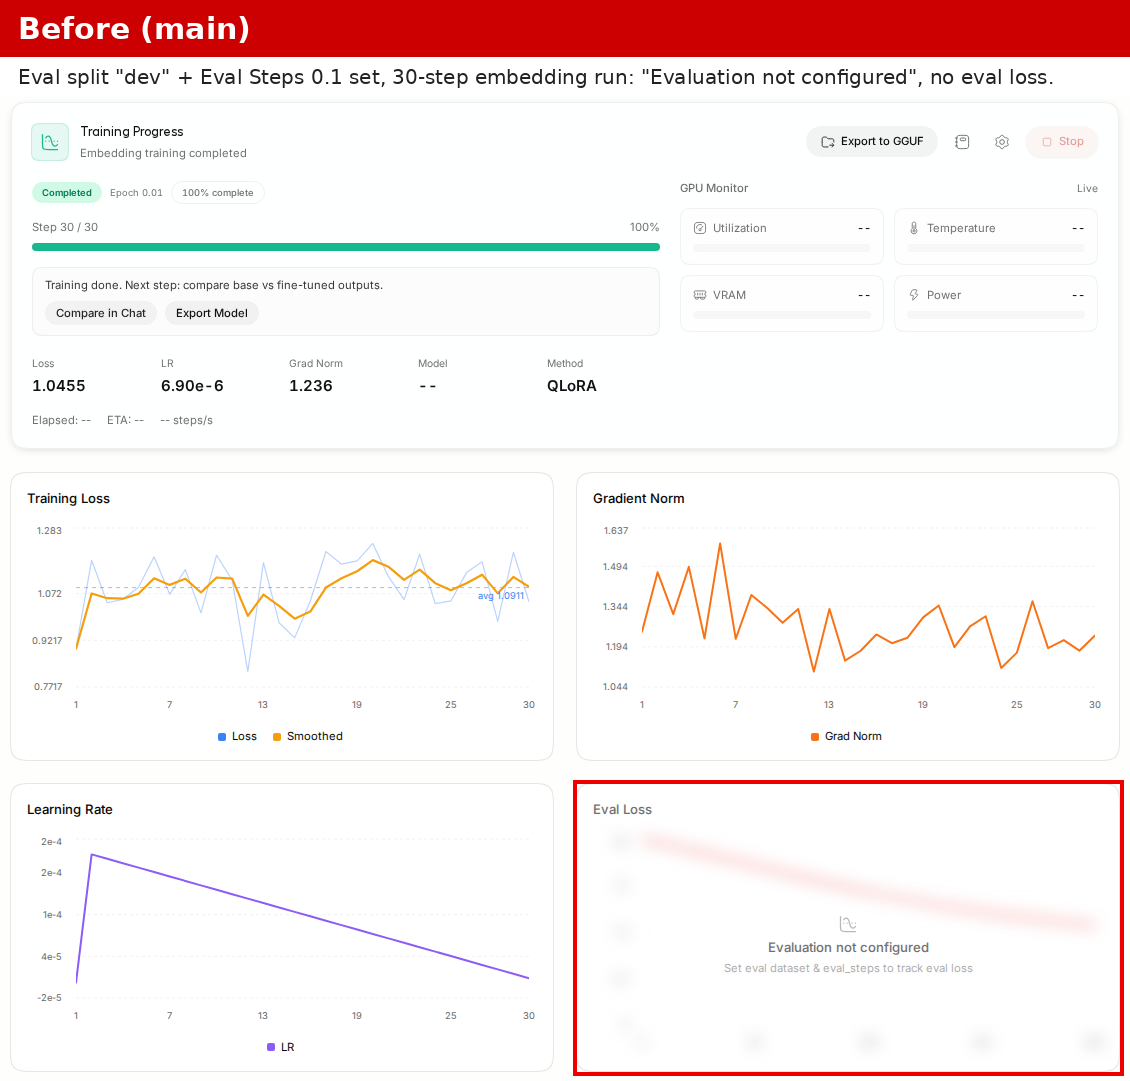 Before (main)
Eval split "dev" + Eval Steps 0.1 set, 30-step embedding run: "Evaluation not configured", no eval loss.
Training Progress
Embedding training completed
Export to GGUF
Stop
Completed
Epoch 0.01
100% complete
GPU Monitor
Live
Step 30 / 30
100%
Utilization
--
Temperature
--
Training done. Next step: compare base vs fine-tuned outputs.
Compare in Chat
Export Model
VRAM
--
Power
--
Loss
LR
Grad Norm
Model
Method
1.0455
6.90e-6
1.236
--
QLoRA
Elapsed: --
ETA: --
-- steps/s
Training Loss
1.283
1.072
0.9217
0.7717
avg 1.0911
1
7
13
19
25
30
Loss
Smoothed
Gradient Norm
1.637
1.494
1.344
1.194
1.044
1
7
13
19
25
30
Grad Norm
Learning Rate
2e-4
2e-4
1e-4
4e-5
-2e-5
1
7
13
19
25
30
LR
Eval Loss
Evaluation not configured
Set eval dataset & eval_steps to track eval loss